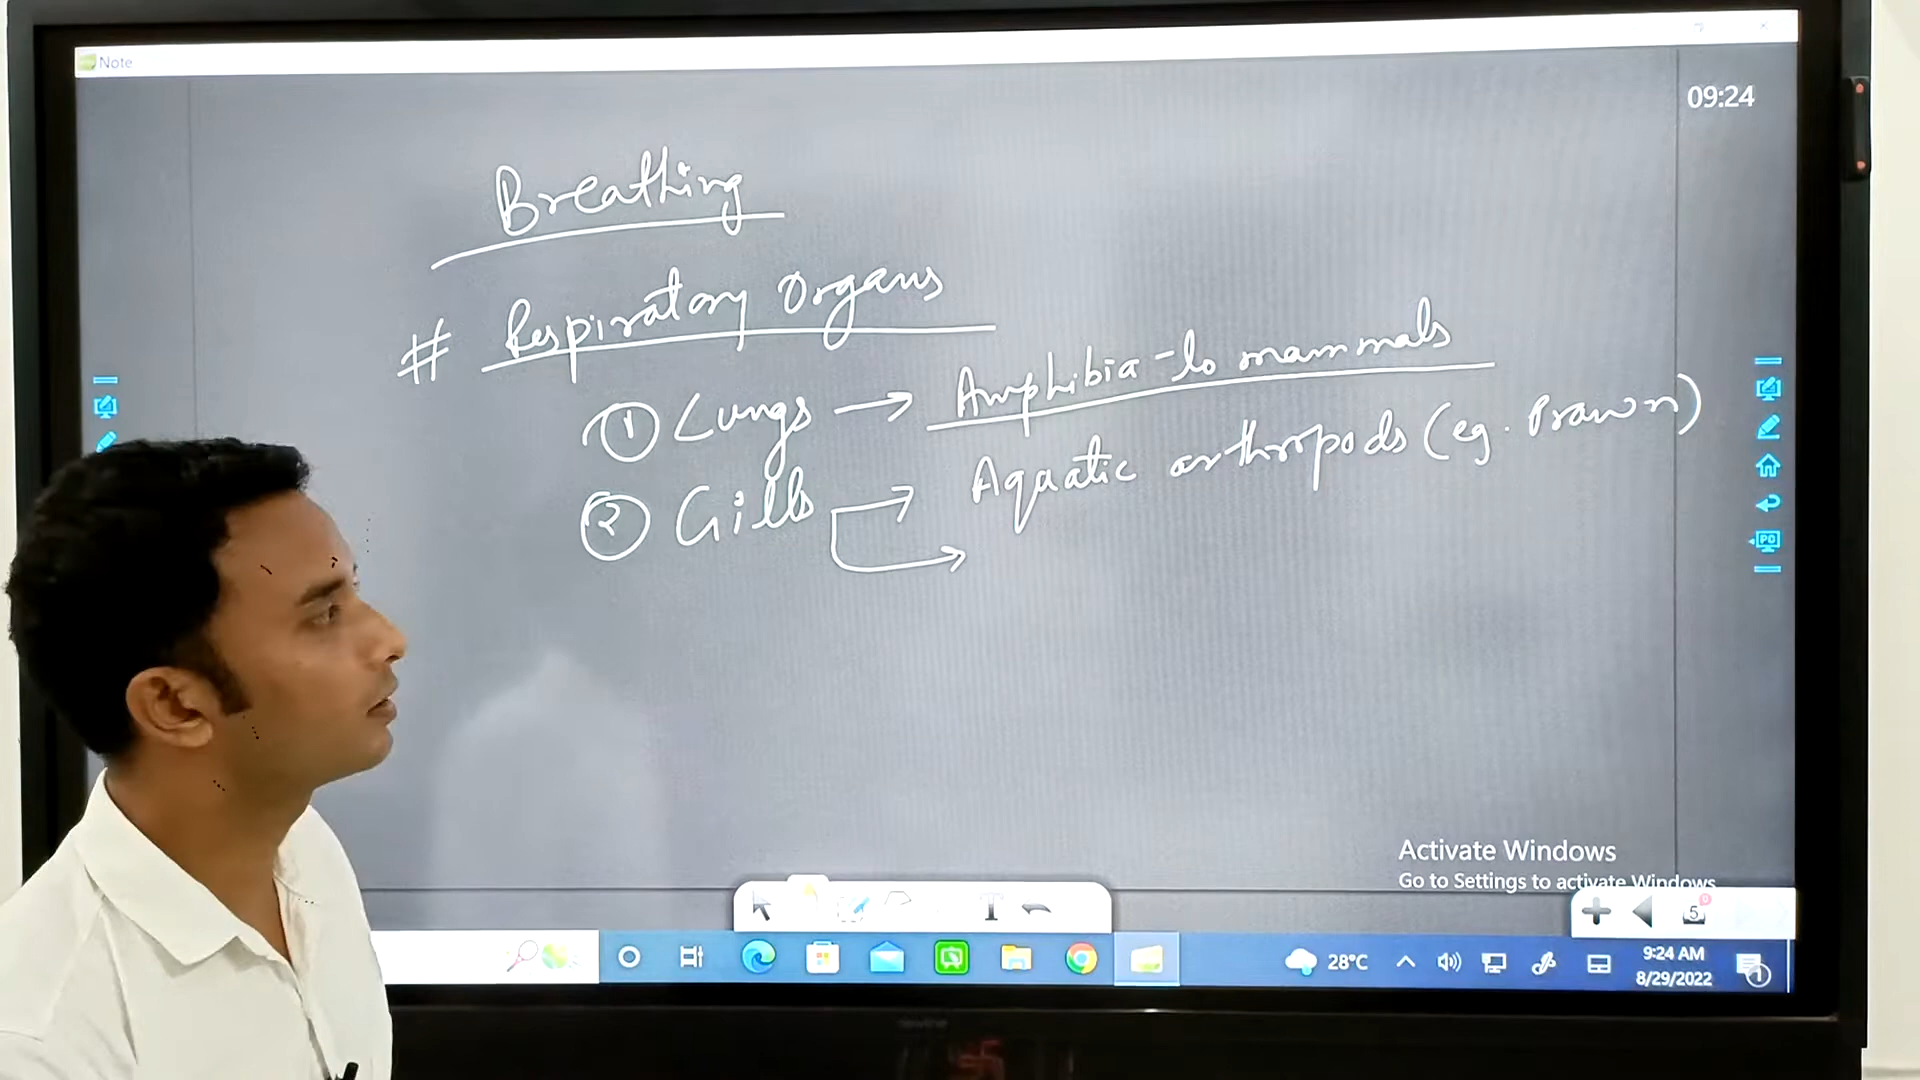 Note
09:24
Breathing
# Respiratory Organs
① Lungs → Amphibia - to mammals
② Gills → Aquatic arthropods (eg. Prawn)
Activate Windows
Go to Settings to activate Windows
5
28°C
9:24 AM
8/29/2022